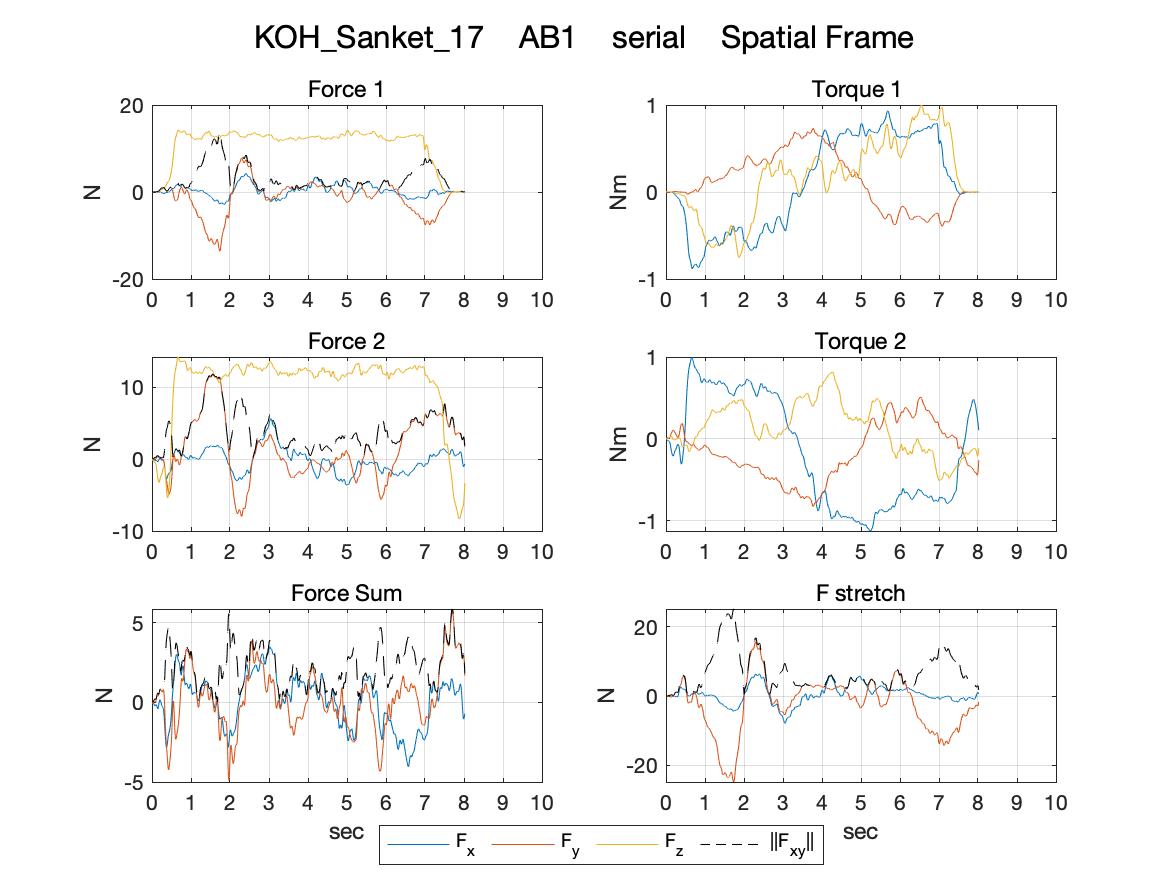 KOH_Sanket_17 AB1 serial Spatial Frame
Force 1
N
20
0
-20
0 1 2 3 4 5 6 7 8 9 10
Torque 1
Nm
1
0
-1
0 1 2 3 4 5 6 7 8 9 10
Force 2
N
10
0
-10
0 1 2 3 4 5 6 7 8 9 10
Torque 2
Nm
1
0
-1
0 1 2 3 4 5 6 7 8 9 10
Force Sum
N
5
0
-5
0 1 2 3 4 5 6 7 8 9 10
sec
F stretch
N
20
0
-20
0 1 2 3 4 5 6 7 8 9 10
sec
F_x F_y F_z ||F_xy||